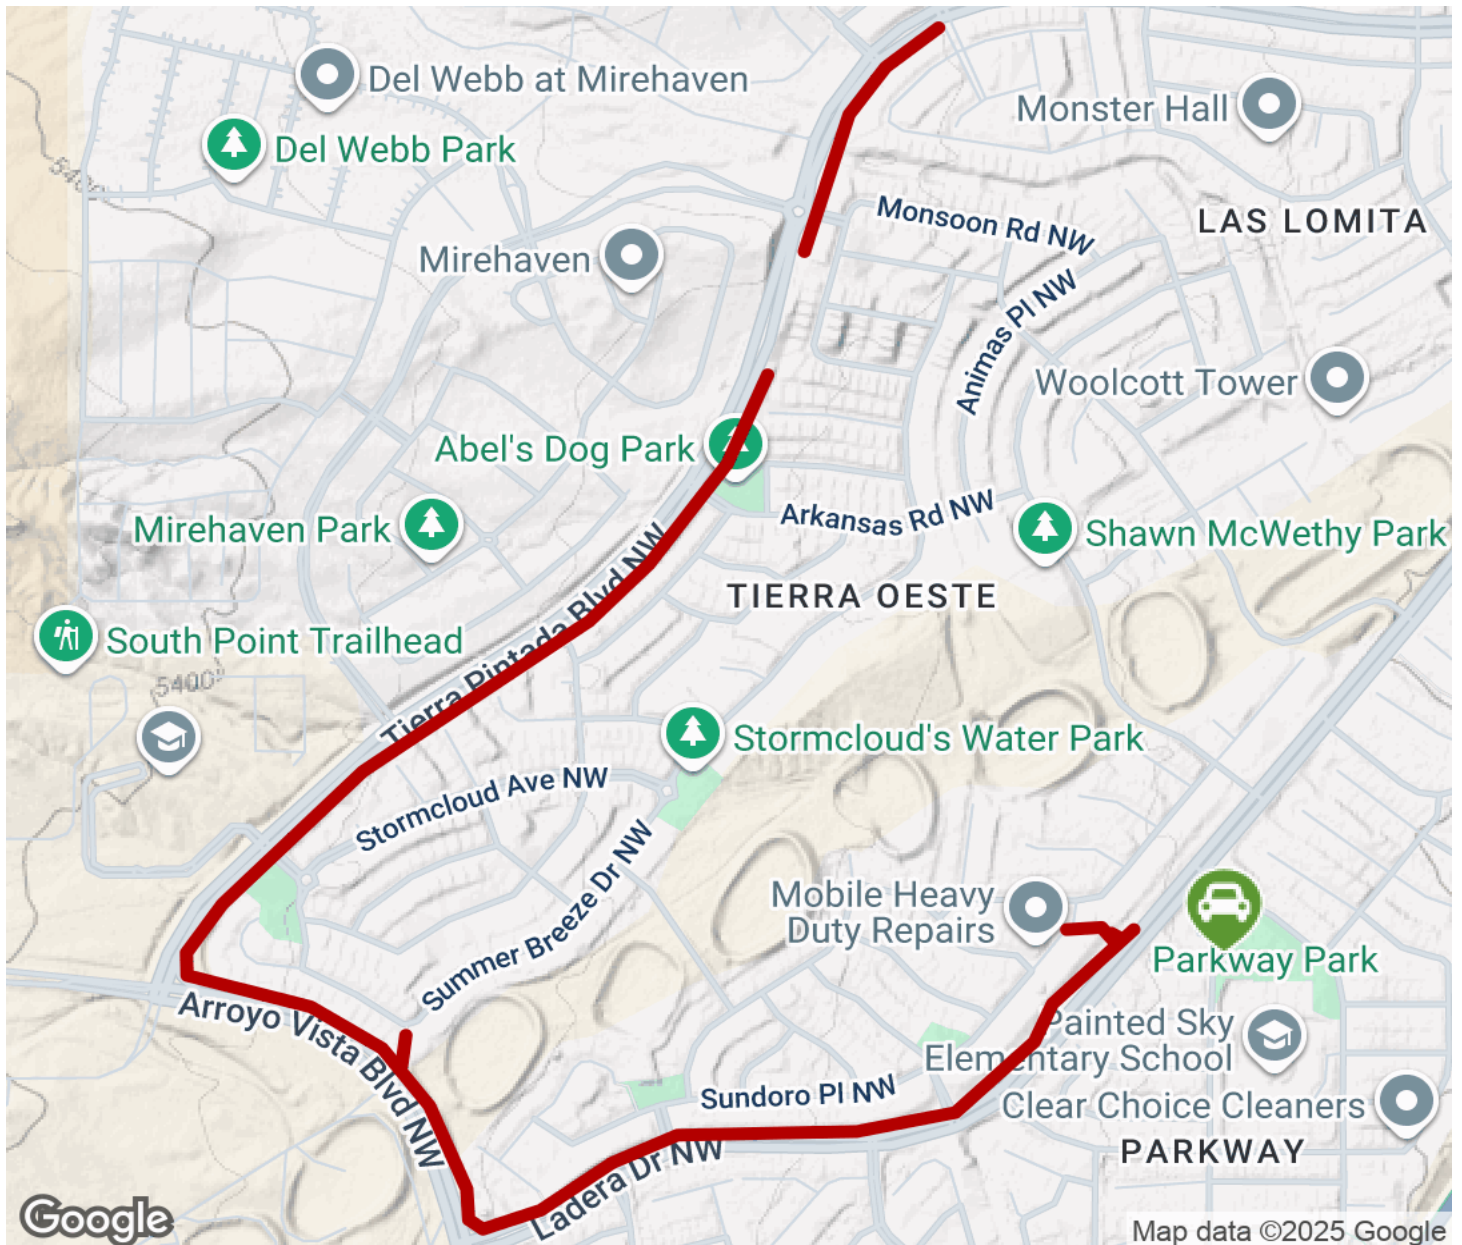 Del Webb at Mirehaven
Monster Hall
Del Webb Park
5400
Monsoon Rd NW
LAS LOMITA
Mirehaven
Animas Pl NW
Woolcott Tower
Abel's Dog Park
Arkansas Rd NW
Mirehaven Park
Shawn McWethy Park
TIERRA OESTE
Tierra Pintada Blvd NW
South Point Trailhead
5400'
Stormcloud's Water Park
Stormcloud Ave NW
Summer Breeze Dr NW
Mobile Heavy
Duty Repairs
Parkway Park
Arroyo Vista Blvd NW
Painted Sky
Elementary School
Sundoro Pl NW
Clear Choice Cleaners
Ladera Dr NW
PARKWAY
Google
Map data ©2025 Google